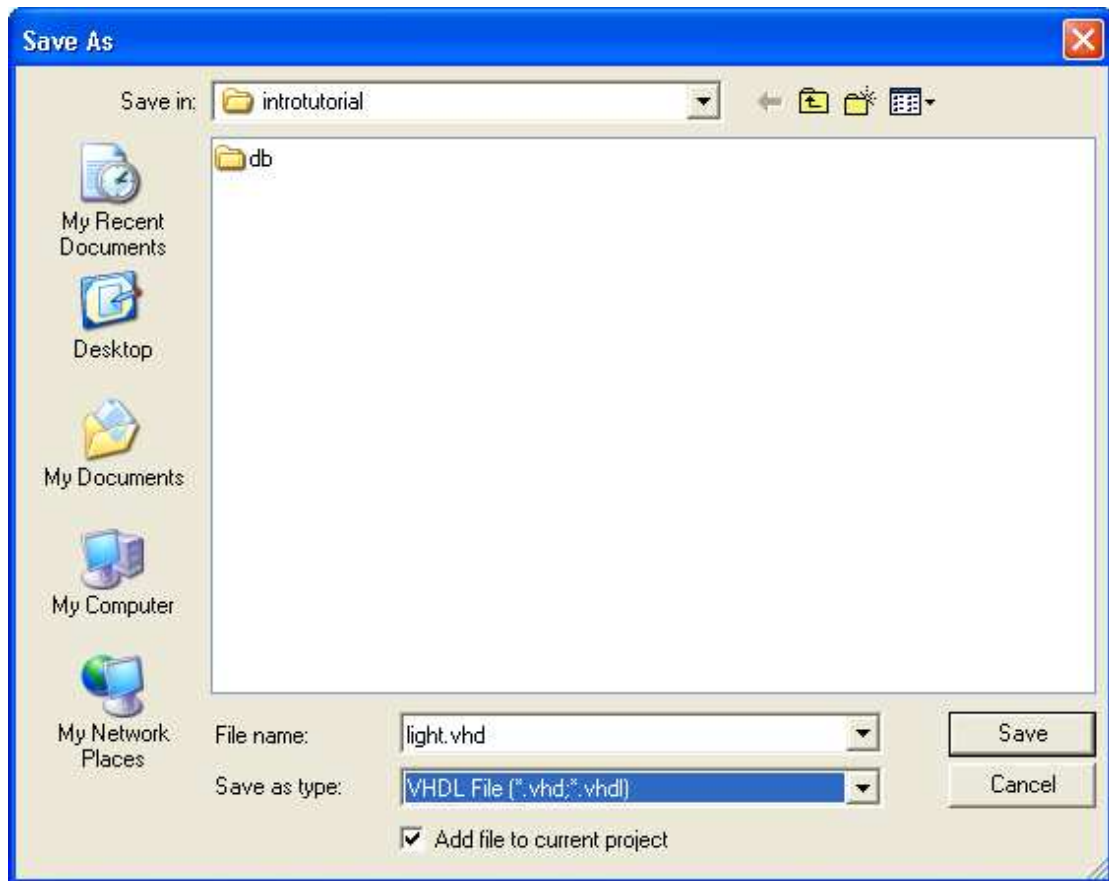 Save As
Save in: introtutorial
db
My Recent
Documents
Desktop
My Documents
My Computer
My Network
Places
File name: light.vhd Save
Save as type: VHDL File (*.vhd;*.vhdl) Cancel
Add file to current project